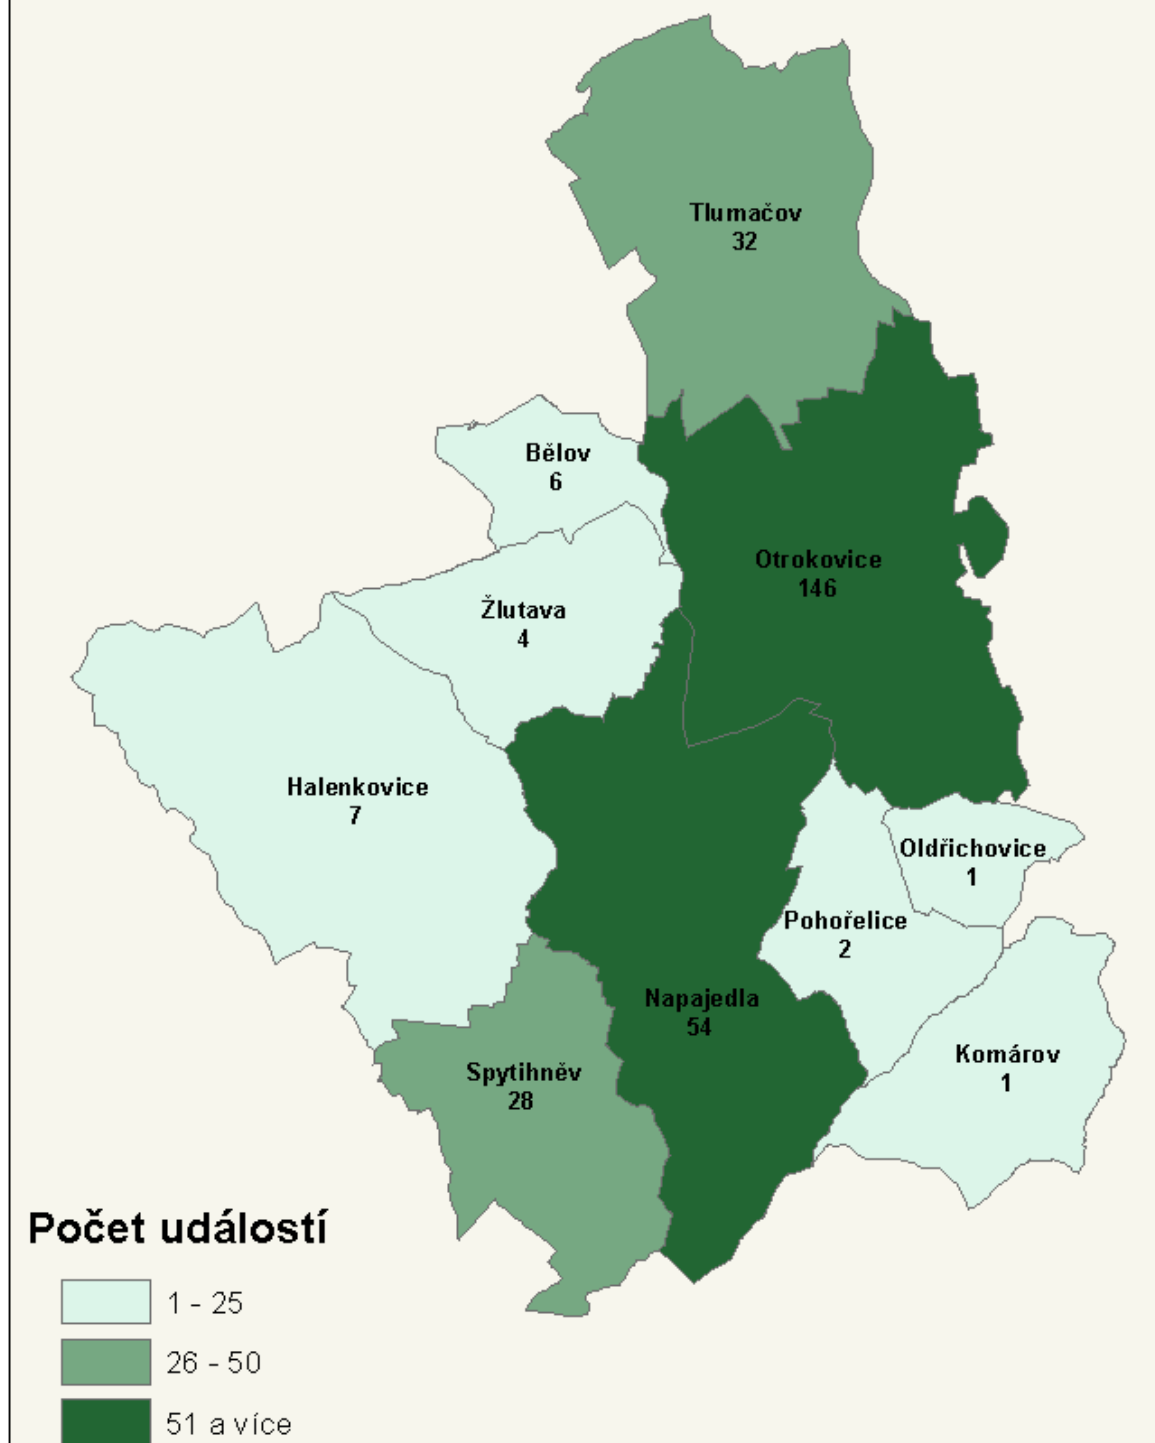 Tlumačov
32
Bělov
6
Otrokovice
146
Žlutava
4
Halenkovice
7
Oldřichovice
1
Pohořelice
2
Napajedla
54
Komárov
1
Spytihněv
28
Počet událostí
1 - 25
26 - 50
51 a více